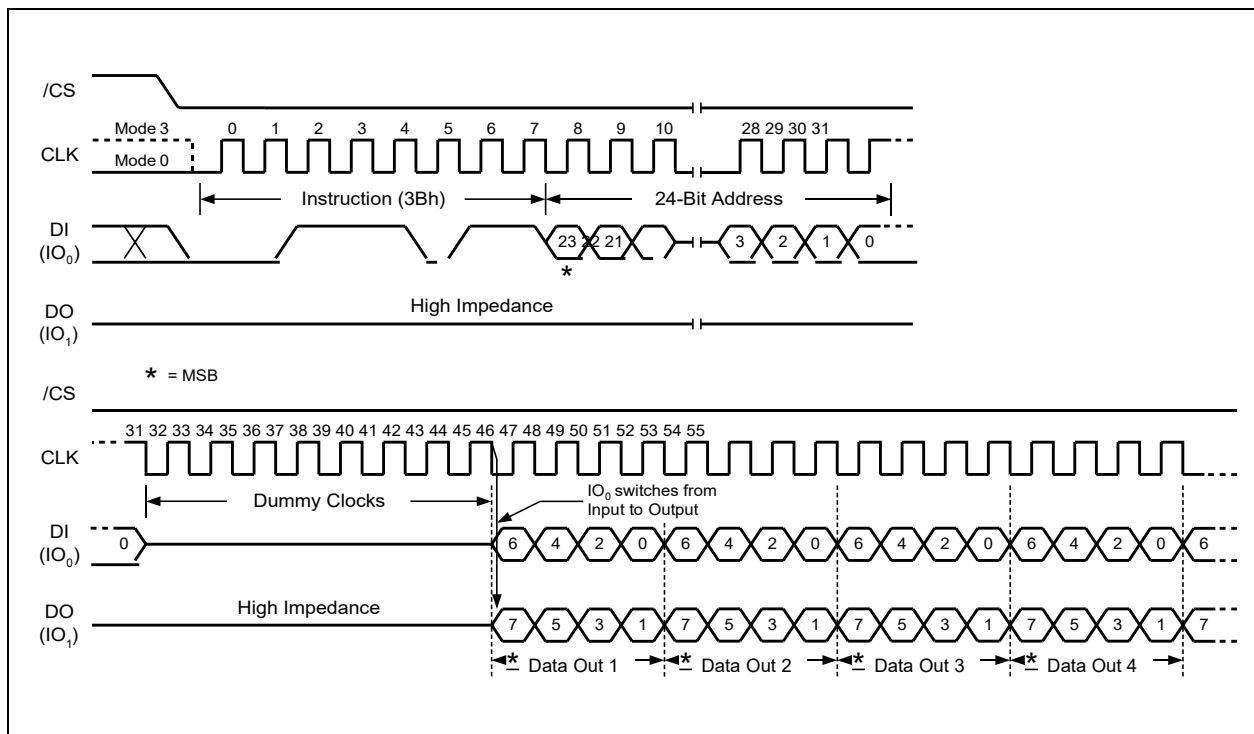 /CS
Mode 3
0 1 2 3 4 5 6 7 8 9 10 28 29 30 31
CLK
Mode 0
Instruction (3Bh)
24-Bit Address
DI
(IO0)
23 22 21 3 2 1 0
*
High Impedance
DO
(IO1)
* = MSB
/CS
31 32 33 34 35 36 37 38 39 40 41 42 43 44 45 46 47 48 49 50 51 52 53 54 55
CLK
Dummy Clocks
IO0 switches from
Input to Output
DI
(IO0)
0 6 4 2 0 6 4 2 0 6 4 2 0 6 4 2 0 6
High Impedance
DO
(IO1)
7 5 3 1 7 5 3 1 7 5 3 1 7 5 3 1 7
* Data Out 1 * Data Out 2 * Data Out 3 * Data Out 4